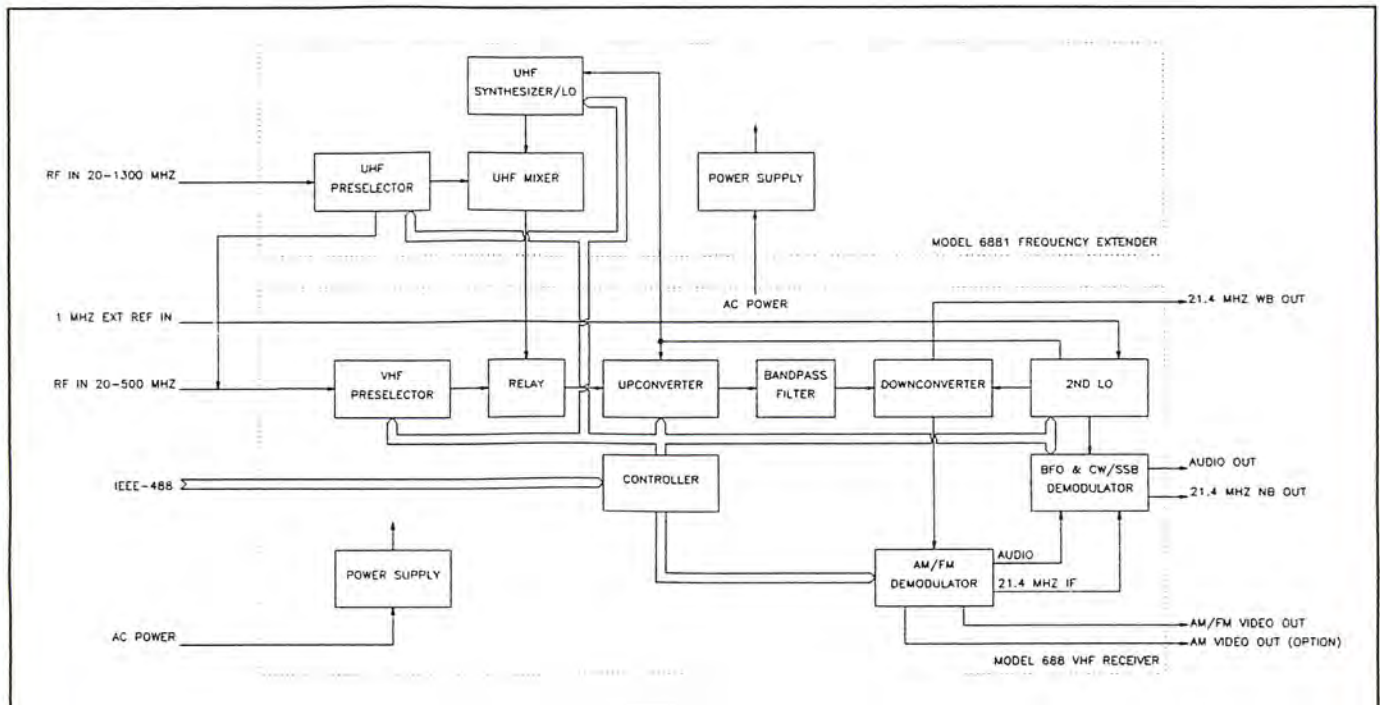 UHF
SYNTHESIZER/LO
RF IN 20-1300 MHZ
UHF
PRESELECTOR
UHF MIXER
POWER SUPPLY
MODEL 6881 FREQUENCY EXTENDER
AC POWER
21.4 MHZ WB OUT
1 MHZ EXT REF IN
RF IN 20-500 MHZ
VHF
PRESELECTOR
RELAY
UPCONVERTER
BANDPASS
FILTER
DOWNCONVERTER
2ND LO
IEEE-488
CONTROLLER
BFO & CW/SSB
DEMODULATOR
AUDIO OUT
21.4 MHZ NB OUT
POWER SUPPLY
AM/FM
DEMODULATOR
AUDIO
21.4 MHZ IF
AC POWER
AM/FM VIDEO OUT
AM VIDEO OUT (OPTION)
MODEL 688 VHF RECEIVER